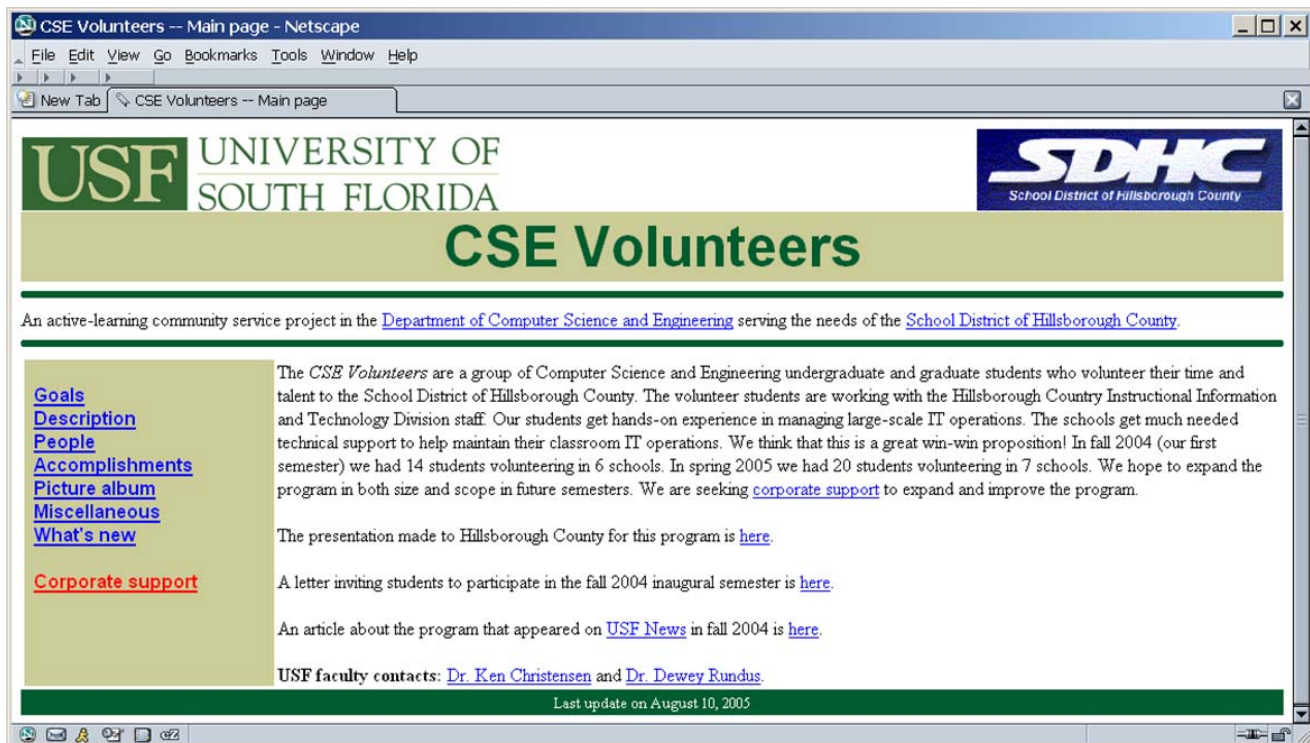 CSE Volunteers -- Main page - Netscape
File Edit View Go Bookmarks Tools Window Help
New Tab CSE Volunteers -- Main page
USF UNIVERSITY OF
SOUTH FLORIDA
SDHC
School District of Hillsborough County
CSE Volunteers
An active-learning community service project in the Department of Computer Science and Engineering serving the needs of the School District of Hillsborough County.
Goals
Description
People
Accomplishments
Picture album
Miscellaneous
What's new
Corporate support
The CSE Volunteers are a group of Computer Science and Engineering undergraduate and graduate students who volunteer their time and
talent to the School District of Hillsborough County. The volunteer students are working with the Hillsborough Country Instructional Information
and Technology Division staff. Our students get hands-on experience in managing large-scale IT operations. The schools get much needed
technical support to help maintain their classroom IT operations. We think that this is a great win-win proposition! In fall 2004 (our first
semester) we had 14 students volunteering in 6 schools. In spring 2005 we had 20 students volunteering in 7 schools. We hope to expand the
program in both size and scope in future semesters. We are seeking corporate support to expand and improve the program.
The presentation made to Hillsborough County for this program is here.
A letter inviting students to participate in the fall 2004 inaugural semester is here.
An article about the program that appeared on USF News in fall 2004 is here.
USF faculty contacts: Dr. Ken Christensen and Dr. Dewey Rundus.
Last update on August 10, 2005